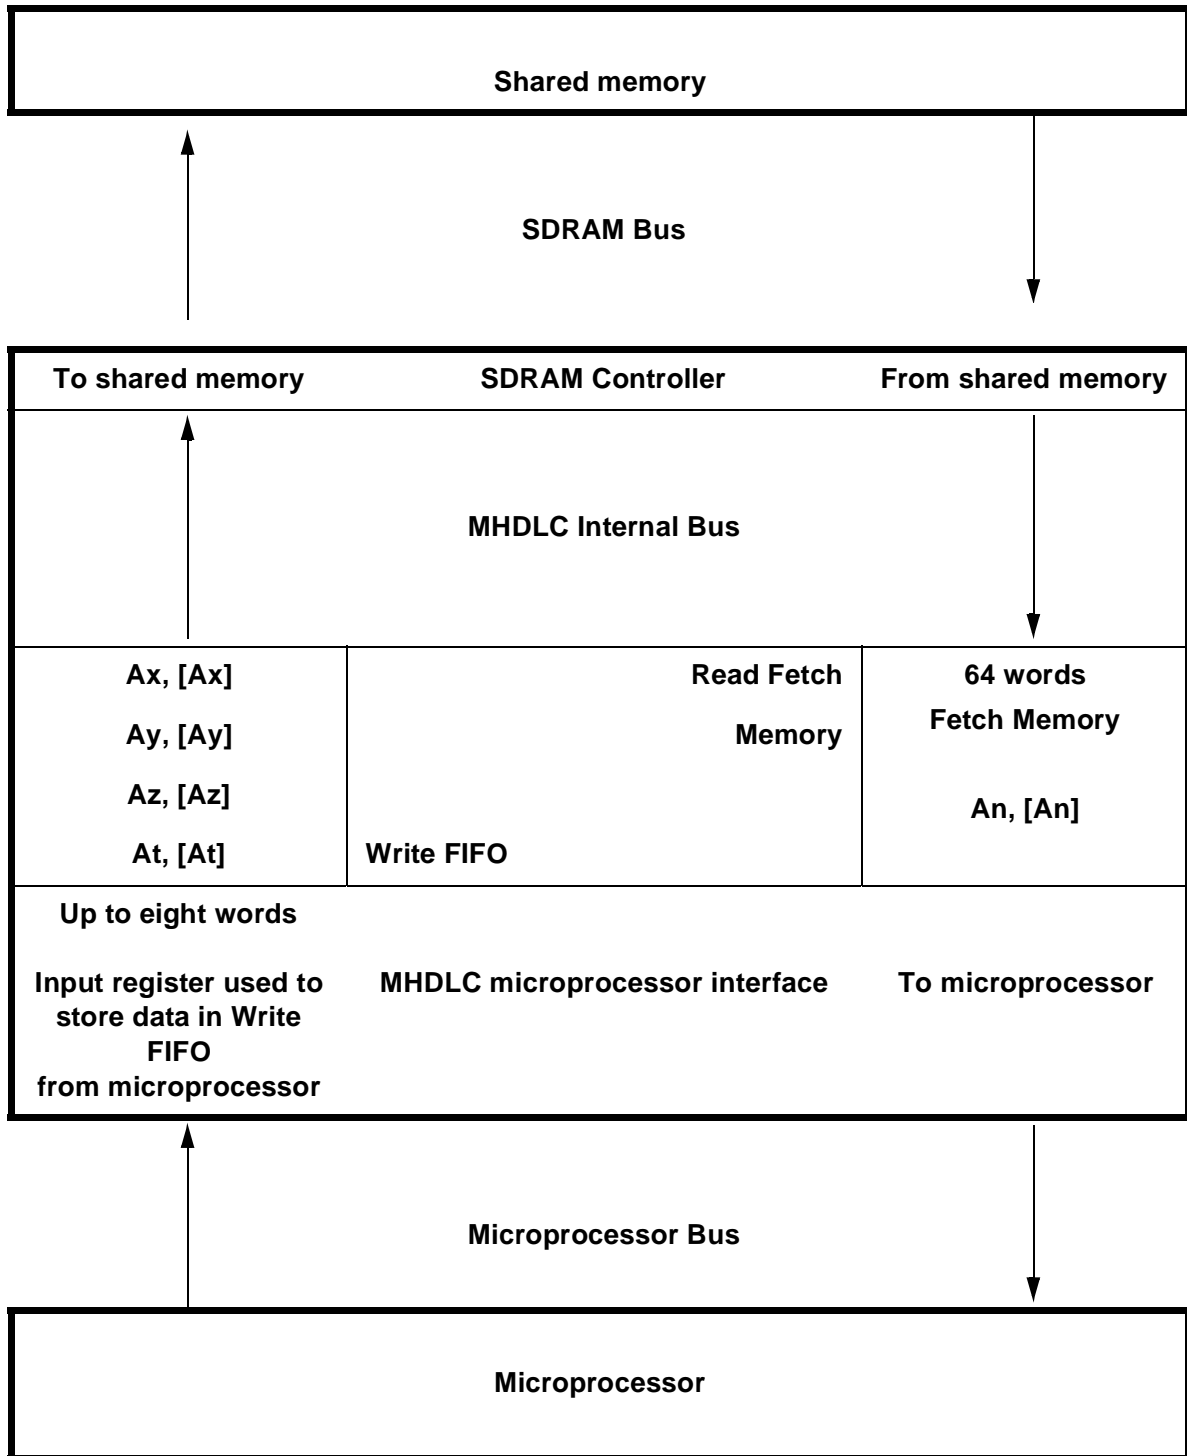 Shared memory
SDRAM Bus
To shared memory
SDRAM Controller
From shared memory
MHDLC Internal Bus
Ax, [Ax]
Ay, [Ay]
Az, [Az]
At, [At]
Read Fetch
Memory
Write FIFO
64 words
Fetch Memory
An, [An]
Up to eight words
Input register used to
store data in Write
FIFO
from microprocessor
MHDLC microprocessor interface
To microprocessor
Microprocessor Bus
Microprocessor